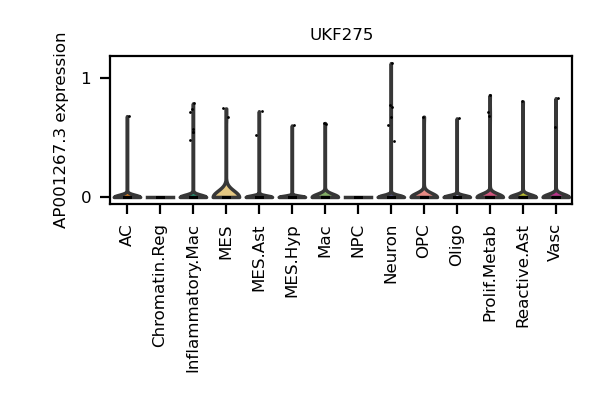 UKF275
AP001267.3 expression
1
0
AC
Chromatin.Reg
Inflammatory.Mac
MES
MES.Ast
MES.Hyp
Mac
NPC
Neuron
OPC
Oligo
Prolif.Metab
Reactive.Ast
Vasc